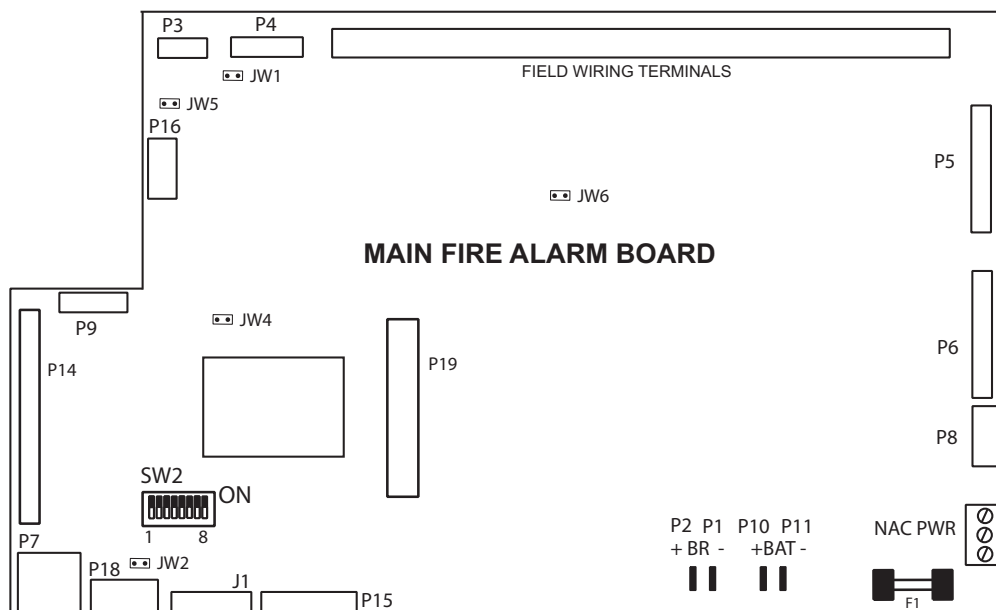 P3
P4
JW1
FIELD WIRING TERMINALS
JW5
P16
P5
JW6
MAIN FIRE ALARM BOARD
P9
JW4
P14
P19
P6
P8
SW2
ON
1 8
P2 P1 P10 P11
+ BR - +BAT -
NAC PWR
P7
JW2
P18
J1
P15
F1